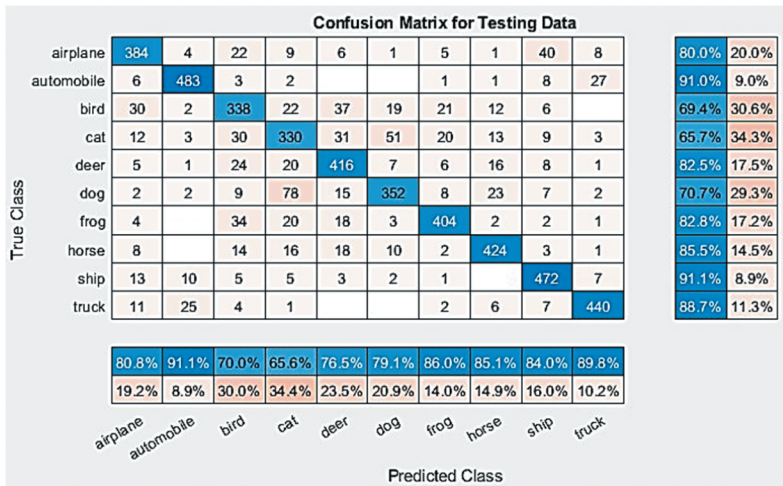 Confusion Matrix for Testing Data
airplane 384 4 22 9 6 1 5 1 40 8 80.0% 20.0%
automobile 6 483 3 2 1 1 8 27 91.0% 9.0%
bird 30 2 338 22 37 19 21 12 6 69.4% 30.6%
cat 12 3 30 330 31 51 20 13 9 3 65.7% 34.3%
deer 5 1 24 20 416 7 6 16 8 1 82.5% 17.5%
dog 2 2 9 78 15 352 8 23 7 2 70.7% 29.3%
frog 4 34 20 18 3 404 2 2 1 82.8% 17.2%
horse 8 14 16 18 10 2 424 3 1 85.5% 14.5%
ship 13 10 5 5 3 2 1 472 7 91.1% 8.9%
truck 11 25 4 1 2 6 7 440 88.7% 11.3%
True Class
80.8% 91.1% 70.0% 65.6% 76.5% 79.1% 86.0% 85.1% 84.0% 89.8%
19.2% 8.9% 30.0% 34.4% 23.5% 20.9% 14.0% 14.9% 16.0% 10.2%
airplane automobile bird cat deer dog frog horse ship truck
Predicted Class